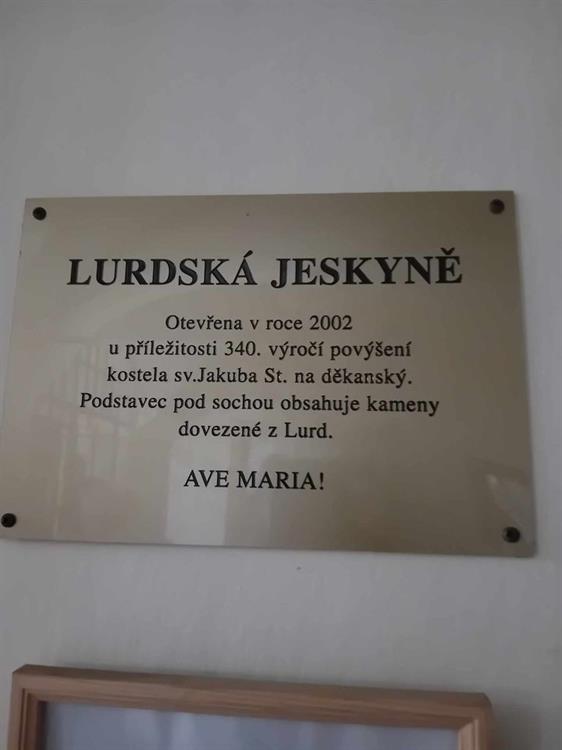 LURDSKÁ JESKYNĚ
Otevřena v roce 2002
u příležitosti 340. výročí povýšení
kostela sv.Jakuba St. na děkanský.
Podstavec pod sochou obsahuje kameny
dovezené z Lurd.
AVE MARIA!